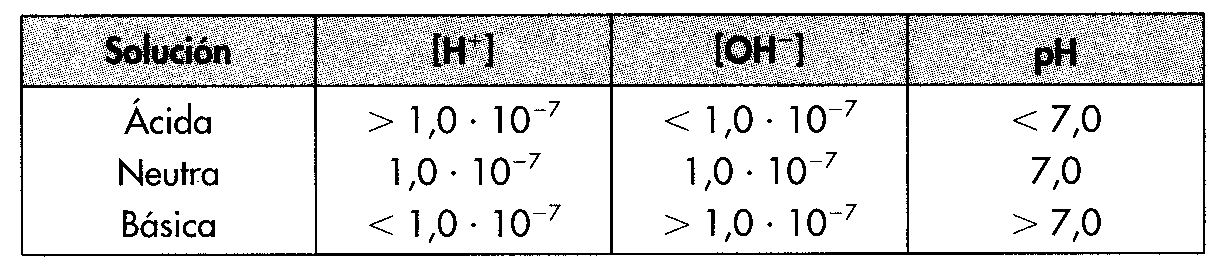 Solución [H⁺] [OH⁻] pH
Ácida > 1,0 · 10⁻⁷ < 1,0 · 10⁻⁷ < 7,0
Neutra 1,0 · 10⁻⁷ 1,0 · 10⁻⁷ 7,0
Básica < 1,0 · 10⁻⁷ > 1,0 · 10⁻⁷ > 7,0